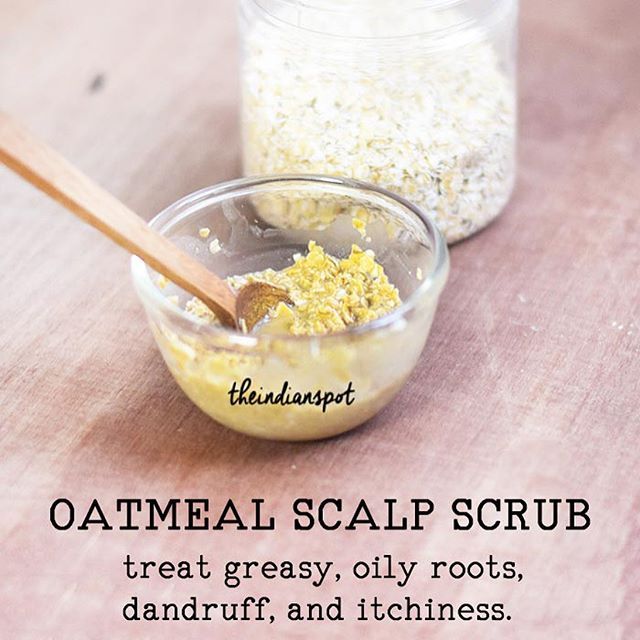 theindianspot
OATMEAL SCALP SCRUB
treat greasy, oily roots,
dandruff, and itchiness.